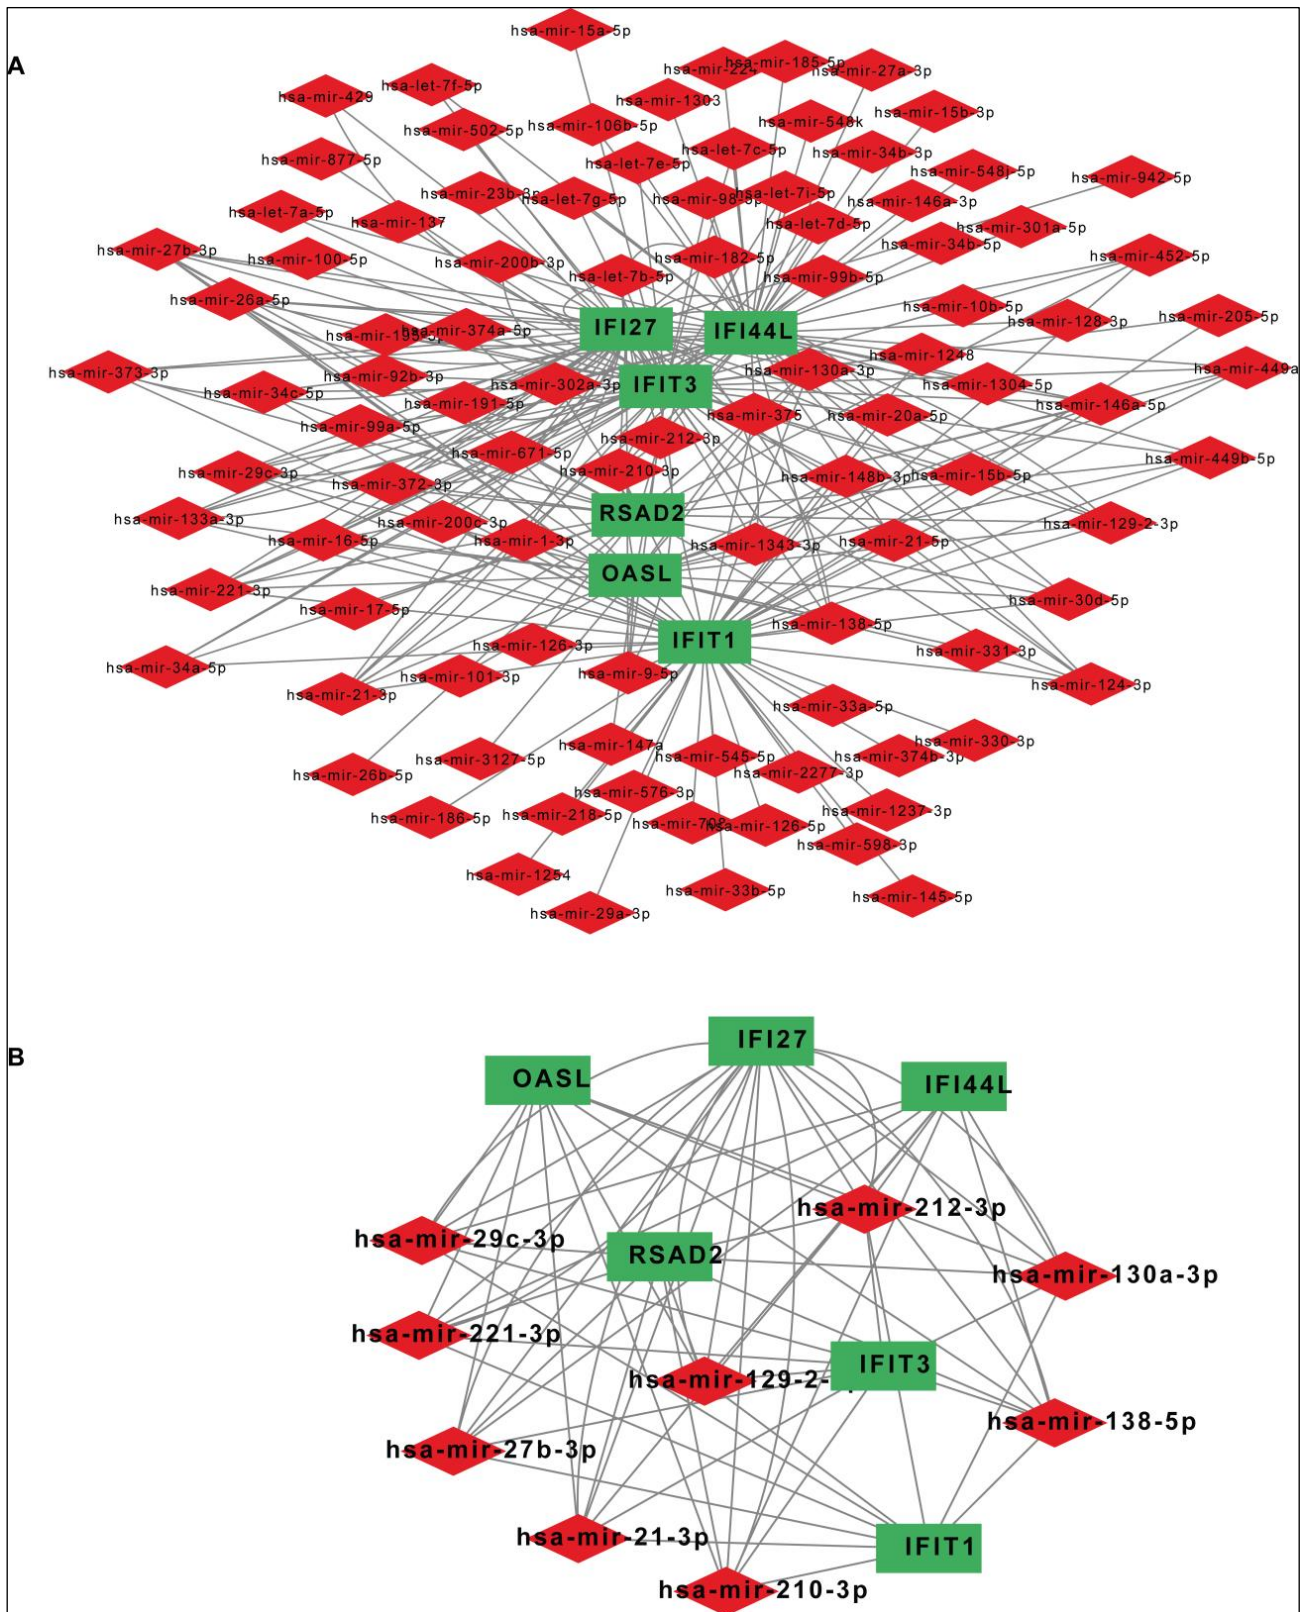 A
hsa-mir-15a-5p
hsa-mir-185-5p
hsa-mir-27a-3p
hsa-let-7f-5p
hsa-mir-429
hsa-mir-1303
hsa-mir-15b-3p
hsa-mir-502-5p
hsa-mir-106b-5p
hsa-mir-548k
hsa-let-7c-5p
hsa-mir-34b-3p
hsa-mir-877-5p
hsa-let-7e-5p
hsa-mir-548j-5p
hsa-mir-942-5p
hsa-mir-23b-3p
hsa-let-7g-5p
hsa-mir-98-5p
hsa-let-7i-5p
hsa-mir-146a-3p
hsa-let-7a-5p
hsa-mir-137
hsa-let-7d-5p
hsa-mir-301a-5p
hsa-mir-27b-3p
hsa-mir-100-5p
hsa-mir-200b-3p
hsa-mir-182-5p
hsa-mir-34b-5p
hsa-mir-452-5p
hsa-let-7b-5p
hsa-mir-99b-5p
hsa-mir-26a-5p
hsa-mir-10b-5p
hsa-mir-128-3p
hsa-mir-205-5p
IFI27
IFI44L
hsa-mir-374a-5p
hsa-mir-1248
hsa-mir-373-3p
hsa-mir-92b-3p
hsa-mir-302a-3p
IFIT3
hsa-mir-130a-3p
hsa-mir-1304-5p
hsa-mir-449a
hsa-mir-34c-5p
hsa-mir-191-5p
hsa-mir-375
hsa-mir-20a-5p
hsa-mir-146a-5p
hsa-mir-99a-5p
hsa-mir-212-3p
hsa-mir-671-5p
hsa-mir-449b-5p
hsa-mir-29c-3p
hsa-mir-372-3p
hsa-mir-210-3p
hsa-mir-148b-3p
hsa-mir-15b-5p
hsa-mir-133a-3p
hsa-mir-200c-3p
RSAD2
hsa-mir-129-2-3p
hsa-mir-16-5p
hsa-mir-1-3p
hsa-mir-1343-3p
hsa-mir-21-5p
OASL
hsa-mir-221-3p
hsa-mir-17-5p
hsa-mir-30d-5p
hsa-mir-138-5p
IFIT1
hsa-mir-126-3p
hsa-mir-331-3p
hsa-mir-34a-5p
hsa-mir-101-3p
hsa-mir-9-5p
hsa-mir-124-3p
hsa-mir-21-3p
hsa-mir-33a-5p
hsa-mir-147a
hsa-mir-330-3p
hsa-mir-3127-5p
hsa-mir-545-5p
hsa-mir-374b-3p
hsa-mir-26b-5p
hsa-mir-2277-3p
hsa-mir-576-3p
hsa-mir-186-5p
hsa-mir-218-5p
hsa-mir-126-5p
hsa-mir-1237-3p
hsa-mir-598-3p
hsa-mir-1254
hsa-mir-33b-5p
hsa-mir-145-5p
hsa-mir-29a-3p
B
IFI27
OASL
IFI44L
hsa-mir-212-3p
hsa-mir-29c-3p
RSAD2
hsa-mir-130a-3p
hsa-mir-221-3p
IFIT3
hsa-mir-129-2-
hsa-mir-138-5p
hsa-mir-27b-3p
hsa-mir-21-3p
IFIT1
hsa-mir-210-3p